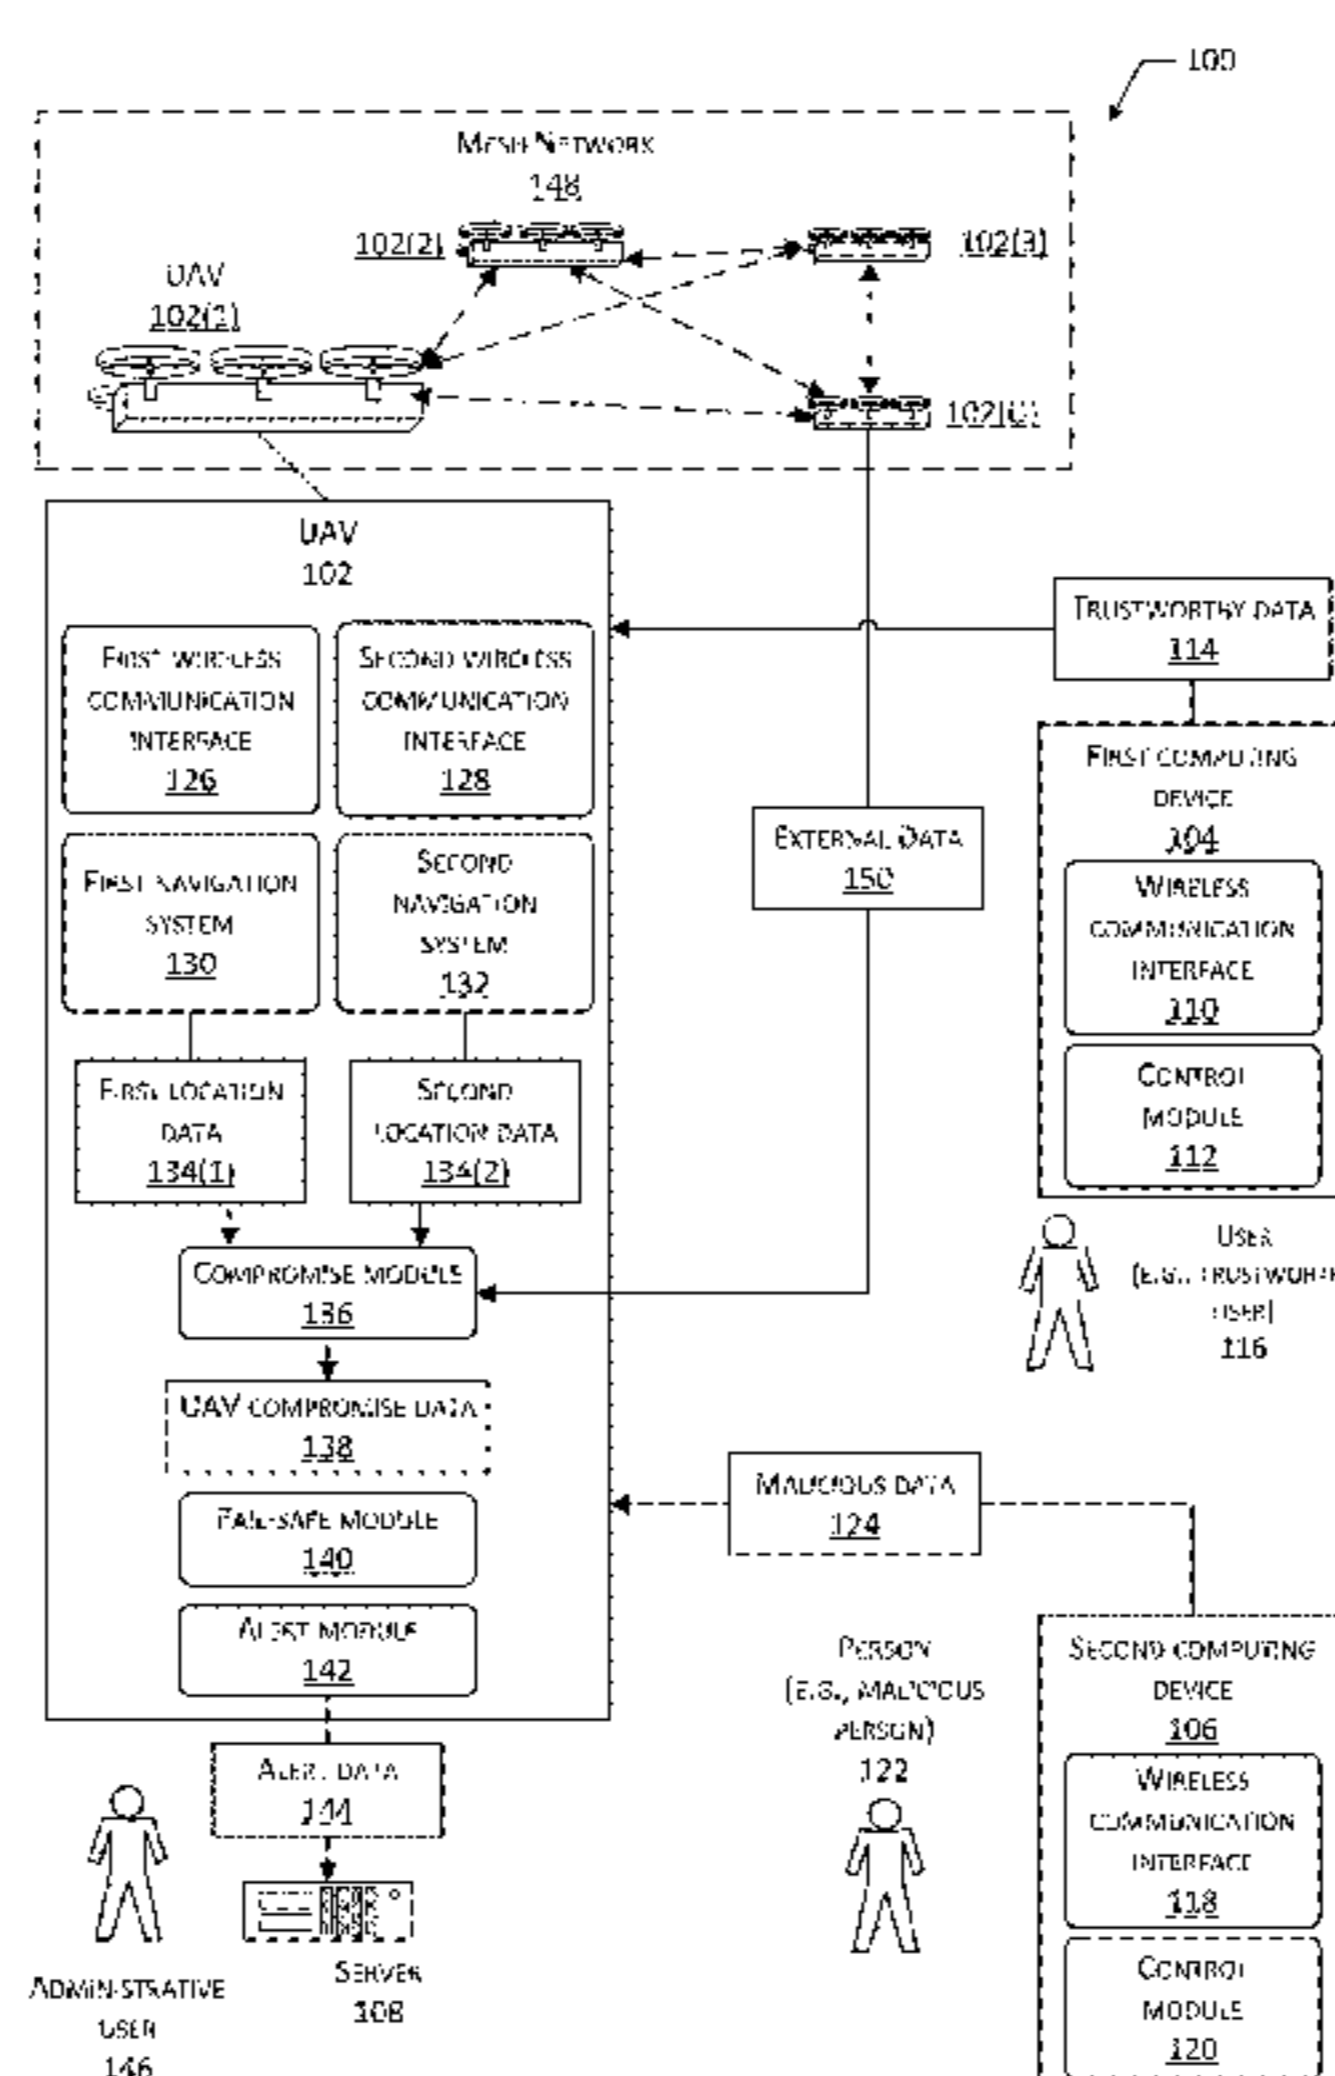 100
MESH NETWORK
148
102(2)
102(3)
UAV
102(1)
UAV
102
FIRST WIRELESS
COMMUNICATION
INTERFACE
126
SECOND WIRELESS
COMMUNICATION
INTERFACE
128
FIRST NAVIGATION
SYSTEM
130
SECOND
NAVIGATION
SYSTEM
132
FIRST LOCATION
DATA
134(1)
SECOND
LOCATION DATA
134(2)
COMPROMISE MODULE
136
UAV COMPROMISE DATA
138
FAIL-SAFE MODULE
140
ALERT MODULE
142
ALERT DATA
144
SERVER
108
ADMINISTRATIVE
USER
146
EXTERNAL DATA
150
TRUSTWORTHY DATA
114
FIRST COMPUTING
DEVICE
104
WIRELESS
COMMUNICATION
INTERFACE
110
CONTROL
MODULE
112
USER
(E.G., TRUSTWORTH
USER)
116
MALICIOUS DATA
124
PERSON
(E.G., MALICIOUS
PERSON)
122
SECOND COMPUTING
DEVICE
106
WIRELESS
COMMUNICATION
INTERFACE
118
CONTROL
MODULE
120